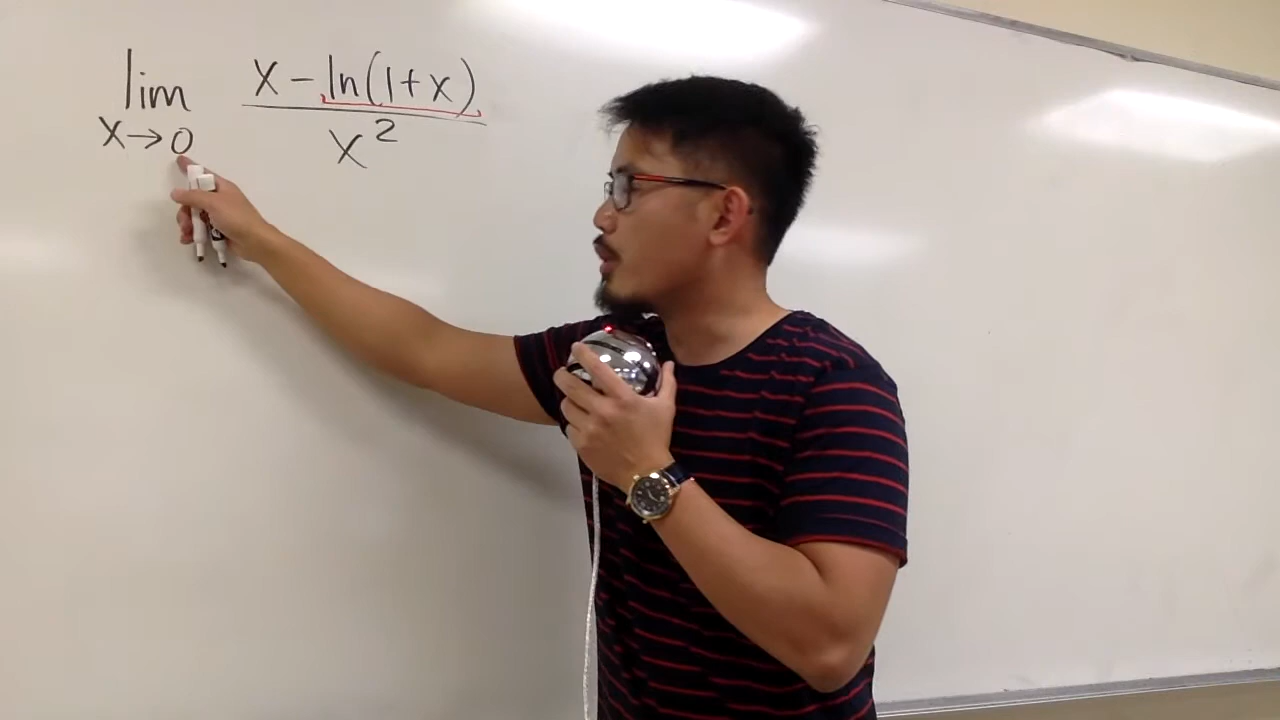 lim x - ln(1+x)
x→0 x²